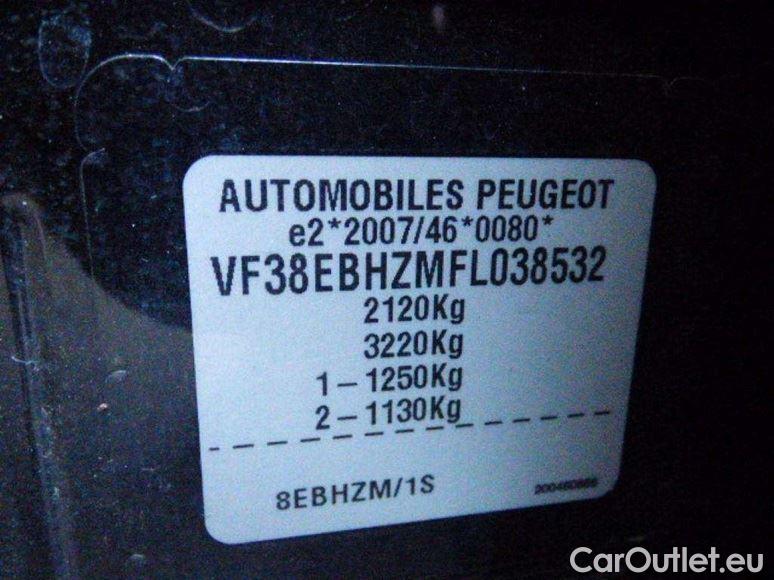 AUTOMOBILES PEUGEOT
e2*2007/46*0080*
VF38EBHZMFL038532
2120Kg
3220Kg
1-1250Kg
2-1130Kg
8EBHZM/1S
CarOutlet.eu